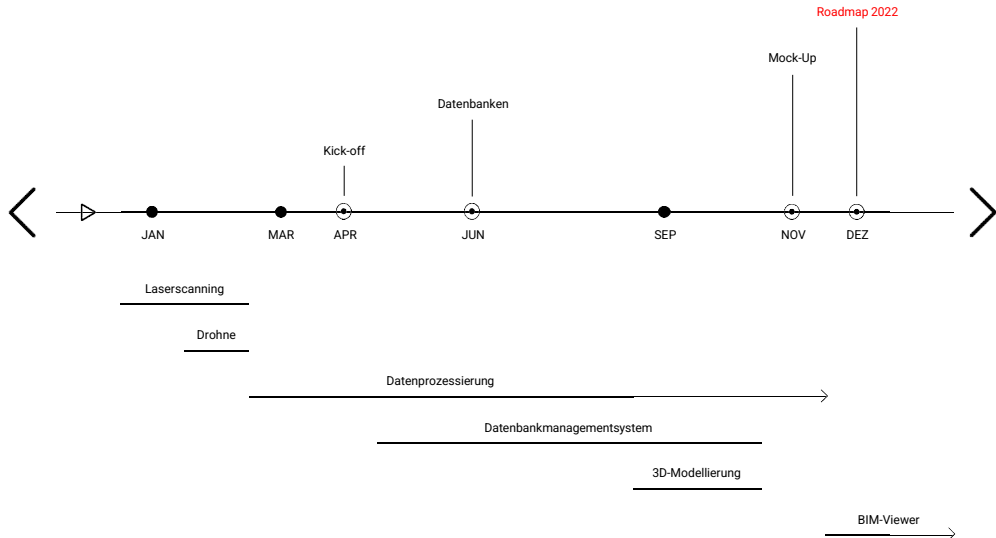 Roadmap 2022
Mock-Up
Datenbanken
Kick-off
JAN MAR APR JUN SEP NOV DEZ
Laserscanning
Drohne
Datenprozessierung
Datenbankmanagementsystem
3D-Modellierung
BIM-Viewer